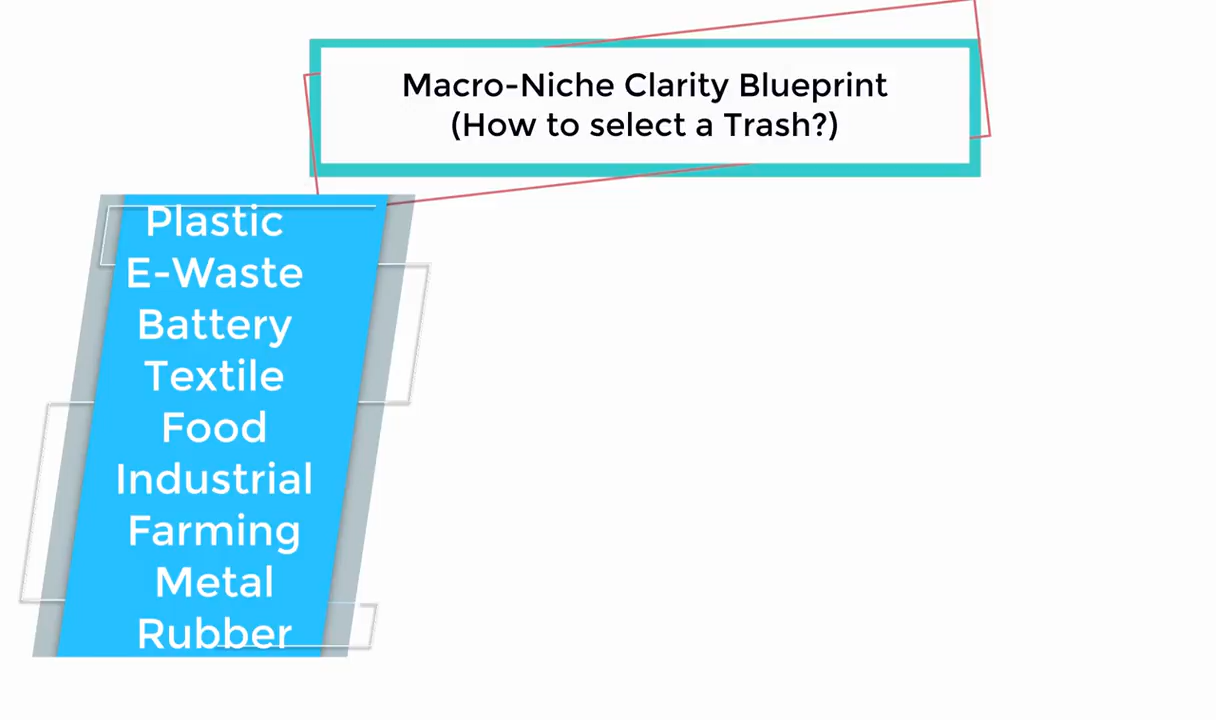 Macro-Niche Clarity Blueprint
(How to select a Trash?)
Plastic
E-Waste
Battery
Textile
Food
Industrial
Farming
Metal
Rubber